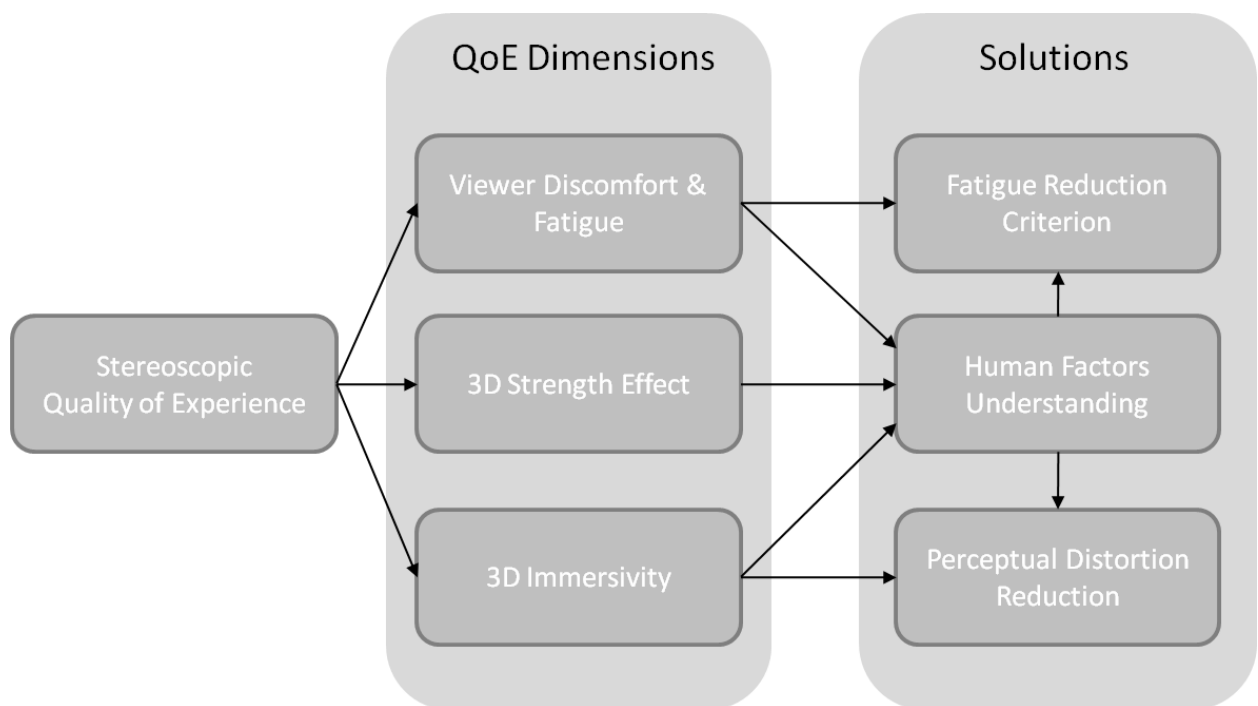 QoE Dimensions
Solutions
Viewer Discomfort &
Fatigue
Fatigue Reduction
Criterion
Stereoscopic
Quality of Experience
3D Strength Effect
Human Factors
Understanding
3D Immersivity
Perceptual Distortion
Reduction